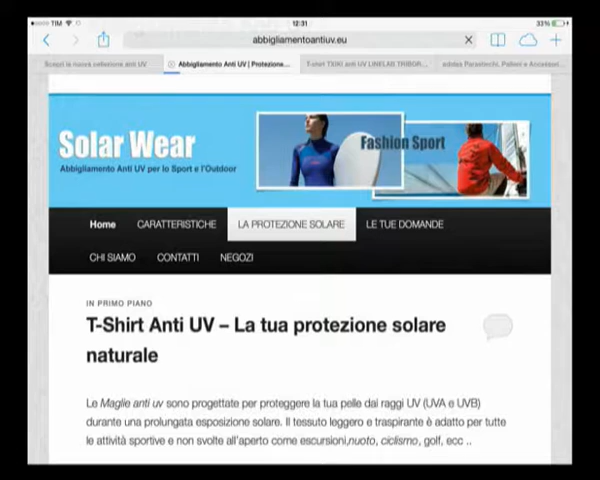 TIM 12:31 33%
abbigliamentoantiuv.eu
Scopri la nuova collezione anti UV Abbigliamento Anti UV | Protezione... T-shirt TXIKI anti UV LINELAB TRIBOR... adidas Parastinchi, Palloni e Accessori...
Solar Wear
Abbigliamento Anti UV per lo Sport e l'Outdoor
Fashion Sport
Home CARATTERISTICHE LA PROTEZIONE SOLARE LE TUE DOMANDE
CHI SIAMO CONTATTI NEGOZI
IN PRIMO PIANO
T-Shirt Anti UV – La tua protezione solare
naturale
Le Maglie anti uv sono progettate per proteggere la tua pelle dai raggi UV (UVA e UVB)
durante una prolungata esposizione solare. Il tessuto leggero e traspirante è adatto per tutte
le attività sportive e non svolte all'aperto come escursioni,nuoto, ciclismo, golf, ecc ..